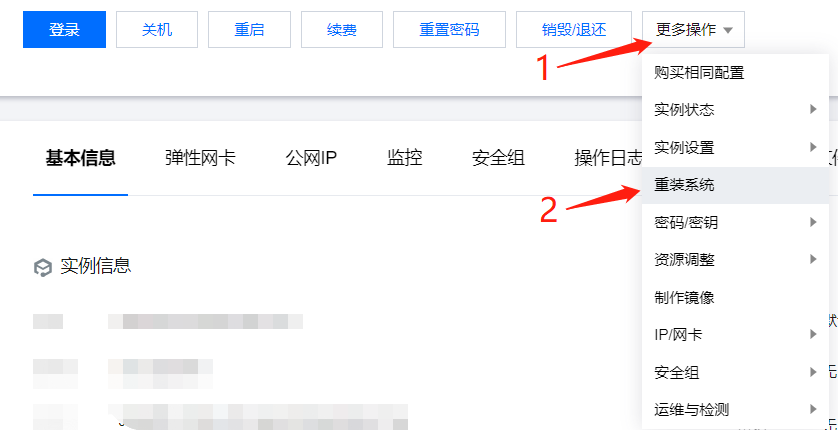 登录 关机 重启 续费 重置密码 销毁/退还 更多操作
1
购买相同配置
实例状态
基本信息 弹性网卡 公网IP 监控 安全组 操作日志
实例设置
重装系统
2
密码/密钥
资源调整
实例信息
制作镜像
IP/网卡
安全组
运维与检测